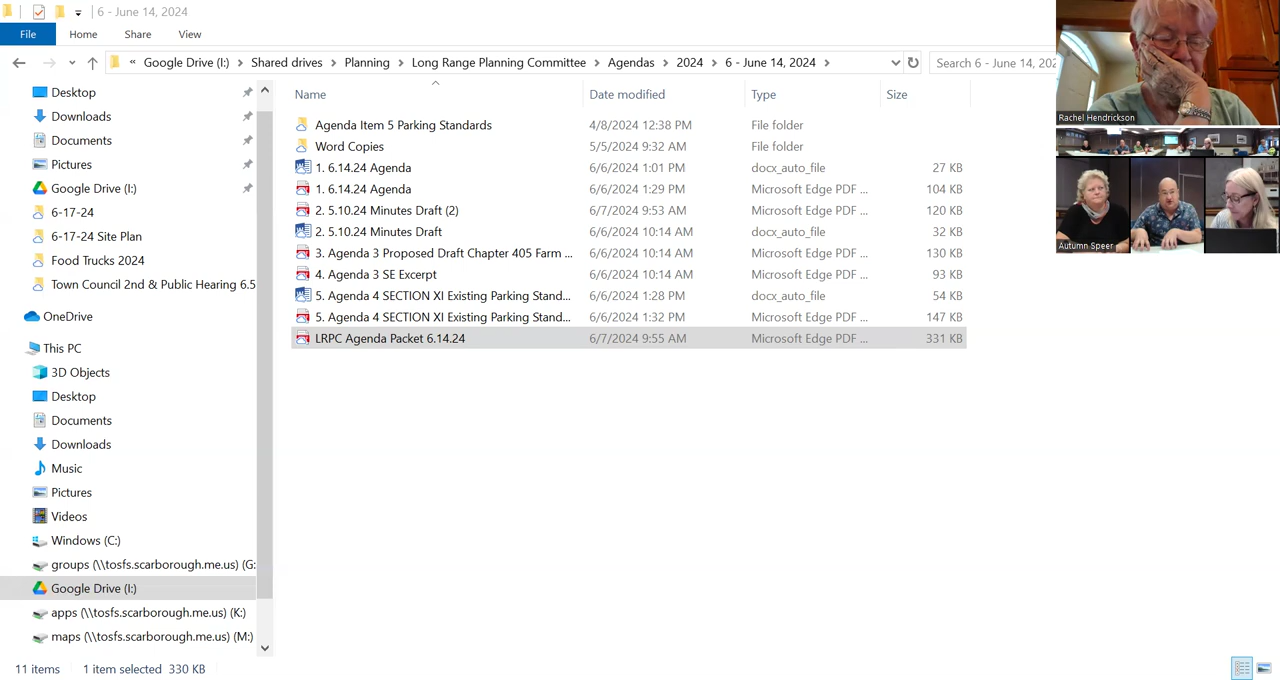 6 - June 14, 2024
File Home Share View
« Google Drive (I:) > Shared drives > Planning > Long Range Planning Committee > Agendas > 2024 > 6 - June 14, 2024 >
Search 6 - June 14, 202
Name Date modified Type Size
Desktop
Downloads
Documents
Pictures
Google Drive (I:)
6-17-24
6-17-24 Site Plan
Food Trucks 2024
Town Council 2nd & Public Hearing 6.5
OneDrive
This PC
3D Objects
Desktop
Documents
Downloads
Music
Pictures
Videos
Windows (C:)
groups (\\tosfs.scarborough.me.us) (G:
Google Drive (I:)
apps (\\tosfs.scarborough.me.us) (K:)
maps (\\tosfs.scarborough.me.us) (M:)
Agenda Item 5 Parking Standards 4/8/2024 12:38 PM File folder
Word Copies 5/5/2024 9:32 AM File folder
1. 6.14.24 Agenda 6/6/2024 1:01 PM docx_auto_file 27 KB
1. 6.14.24 Agenda 6/6/2024 1:29 PM Microsoft Edge PDF ... 104 KB
2. 5.10.24 Minutes Draft (2) 6/7/2024 9:53 AM Microsoft Edge PDF ... 120 KB
2. 5.10.24 Minutes Draft 6/6/2024 10:14 AM docx_auto_file 32 KB
3. Agenda 3 Proposed Draft Chapter 405 Farm ... 6/6/2024 10:14 AM Microsoft Edge PDF ... 130 KB
4. Agenda 3 SE Excerpt 6/6/2024 10:14 AM Microsoft Edge PDF ... 93 KB
5. Agenda 4 SECTION XI Existing Parking Stand... 6/6/2024 1:28 PM docx_auto_file 54 KB
5. Agenda 4 SECTION XI Existing Parking Stand... 6/6/2024 1:32 PM Microsoft Edge PDF ... 147 KB
LRPC Agenda Packet 6.14.24 6/7/2024 9:55 AM Microsoft Edge PDF ... 331 KB
11 items 1 item selected 330 KB
Rachel Hendrickson
Autumn Speer